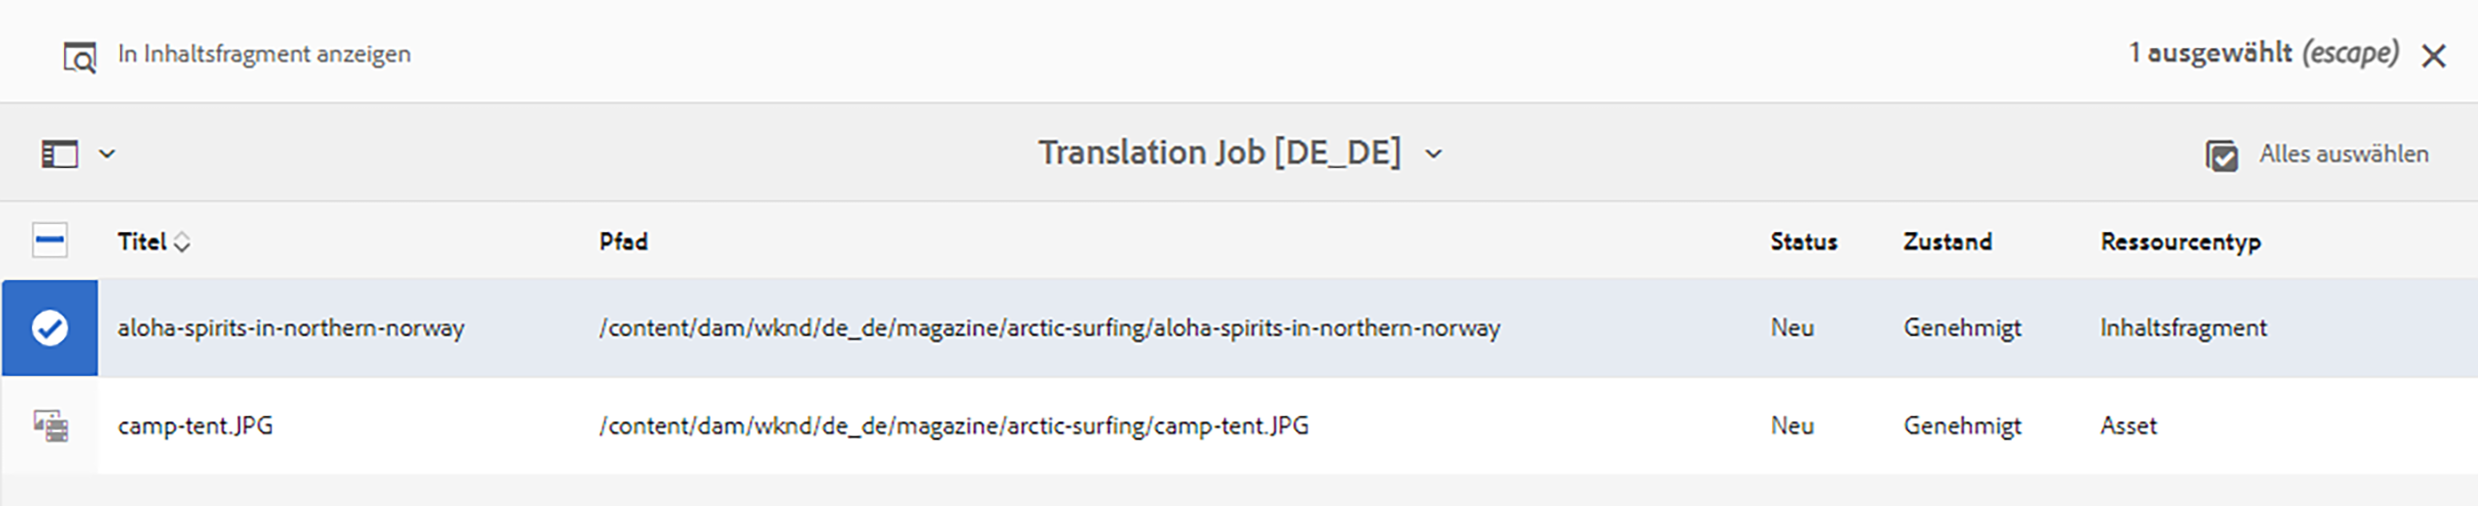 In Inhaltsfragment anzeigen 1 ausgewählt (escape)
Translation Job [DE_DE] Alles auswählen
Titel Pfad Status Zustand Ressourcentyp
aloha-spirits-in-northern-norway /content/dam/wknd/de_de/magazine/arctic-surfing/aloha-spirits-in-northern-norway Neu Genehmigt Inhaltsfragment
camp-tent.JPG /content/dam/wknd/de_de/magazine/arctic-surfing/camp-tent.JPG Neu Genehmigt Asset